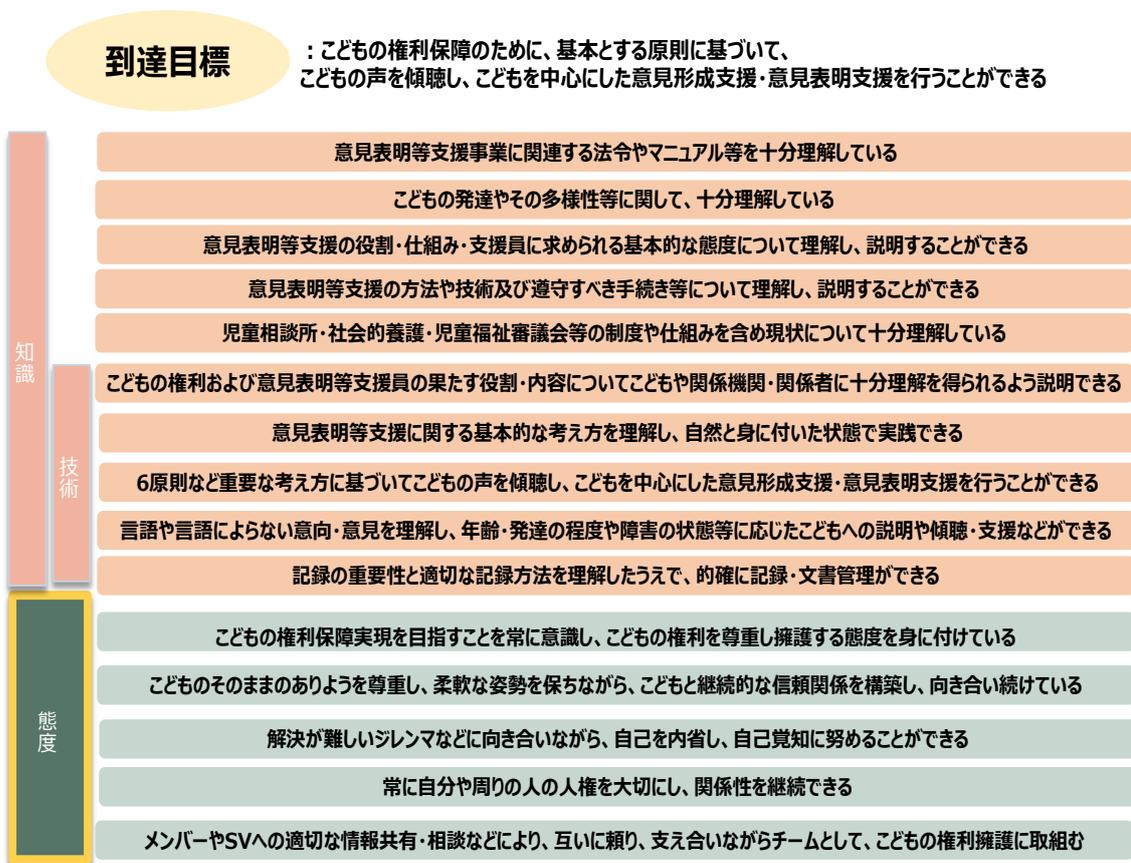 到達目標
：こどもの権利保障のために、基本とする原則に基づいて、
こどもの声を傾聴し、こどもを中心にした意見形成支援・意見表明支援を行うことができる
知識
意見表明等支援事業に関連する法令やマニュアル等を十分理解している
こどもの発達やその多様性等に関して、十分理解している
意見表明等支援の役割・仕組み・支援員に求められる基本的な態度について理解し、説明することができる
意見表明等支援の方法や技術及び遵守すべき手続き等について理解し、説明することができる
児童相談所・社会的養護・児童福祉審議会等の制度や仕組みを含め現状について十分理解している
技術
こどもの権利および意見表明等支援員の果たす役割・内容についてこどもや関係機関・関係者に十分理解を得られるよう説明できる
意見表明等支援に関する基本的な考え方を理解し、自然と身に付いた状態で実践できる
6原則など重要な考え方に基づいてこどもの声を傾聴し、こどもを中心にした意見形成支援・意見表明支援を行うことができる
言語や言語によらない意向・意見を理解し、年齢・発達の程度や障害の状態等に応じたこどもへの説明や傾聴・支援などができる
記録の重要性と適切な記録方法を理解したうえで、的確に記録・文書管理ができる
態度
こどもの権利保障実現を目指すことを常に意識し、こどもの権利を尊重し擁護する態度を身に付けている
こどものそのままのありようを尊重し、柔軟な姿勢を保ちながら、こどもと継続的な信頼関係を構築し、向き合い続けている
解決が難しいジレンマなどに向き合いながら、自己を内省し、自己覚知に努めることができる
常に自分や周りの人の人権を大切にし、関係性を継続できる
メンバーやSVへの適切な情報共有・相談などにより、互いに頼り、支え合いながらチームとして、こどもの権利擁護に取組む